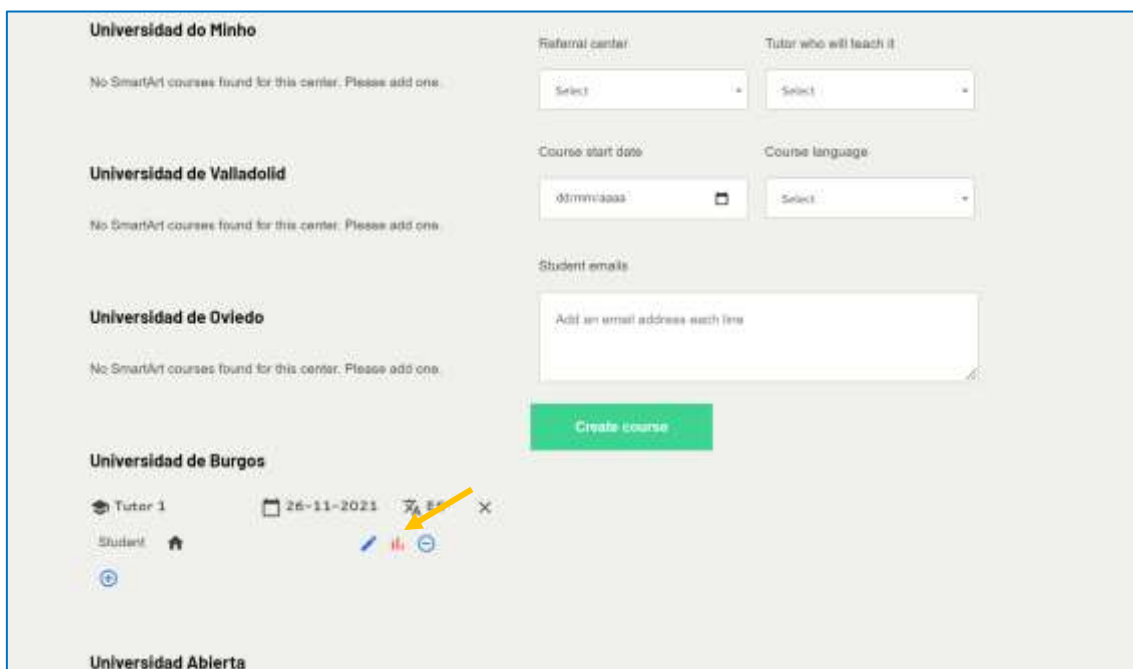 Universidad do Minho
No SmartArt courses found for this center. Please add one.
Universidad de Valladolid
No SmartArt courses found for this center. Please add one.
Universidad de Oviedo
No SmartArt courses found for this center. Please add one.
Universidad de Burgos
Tutor 1 26-11-2021
Student
Universidad Abierta
Referral center Tutor who will teach it
Select Select
Course start date Course language
dd/mm/aaaa Select
Student emails
Add an email address each line
Create course